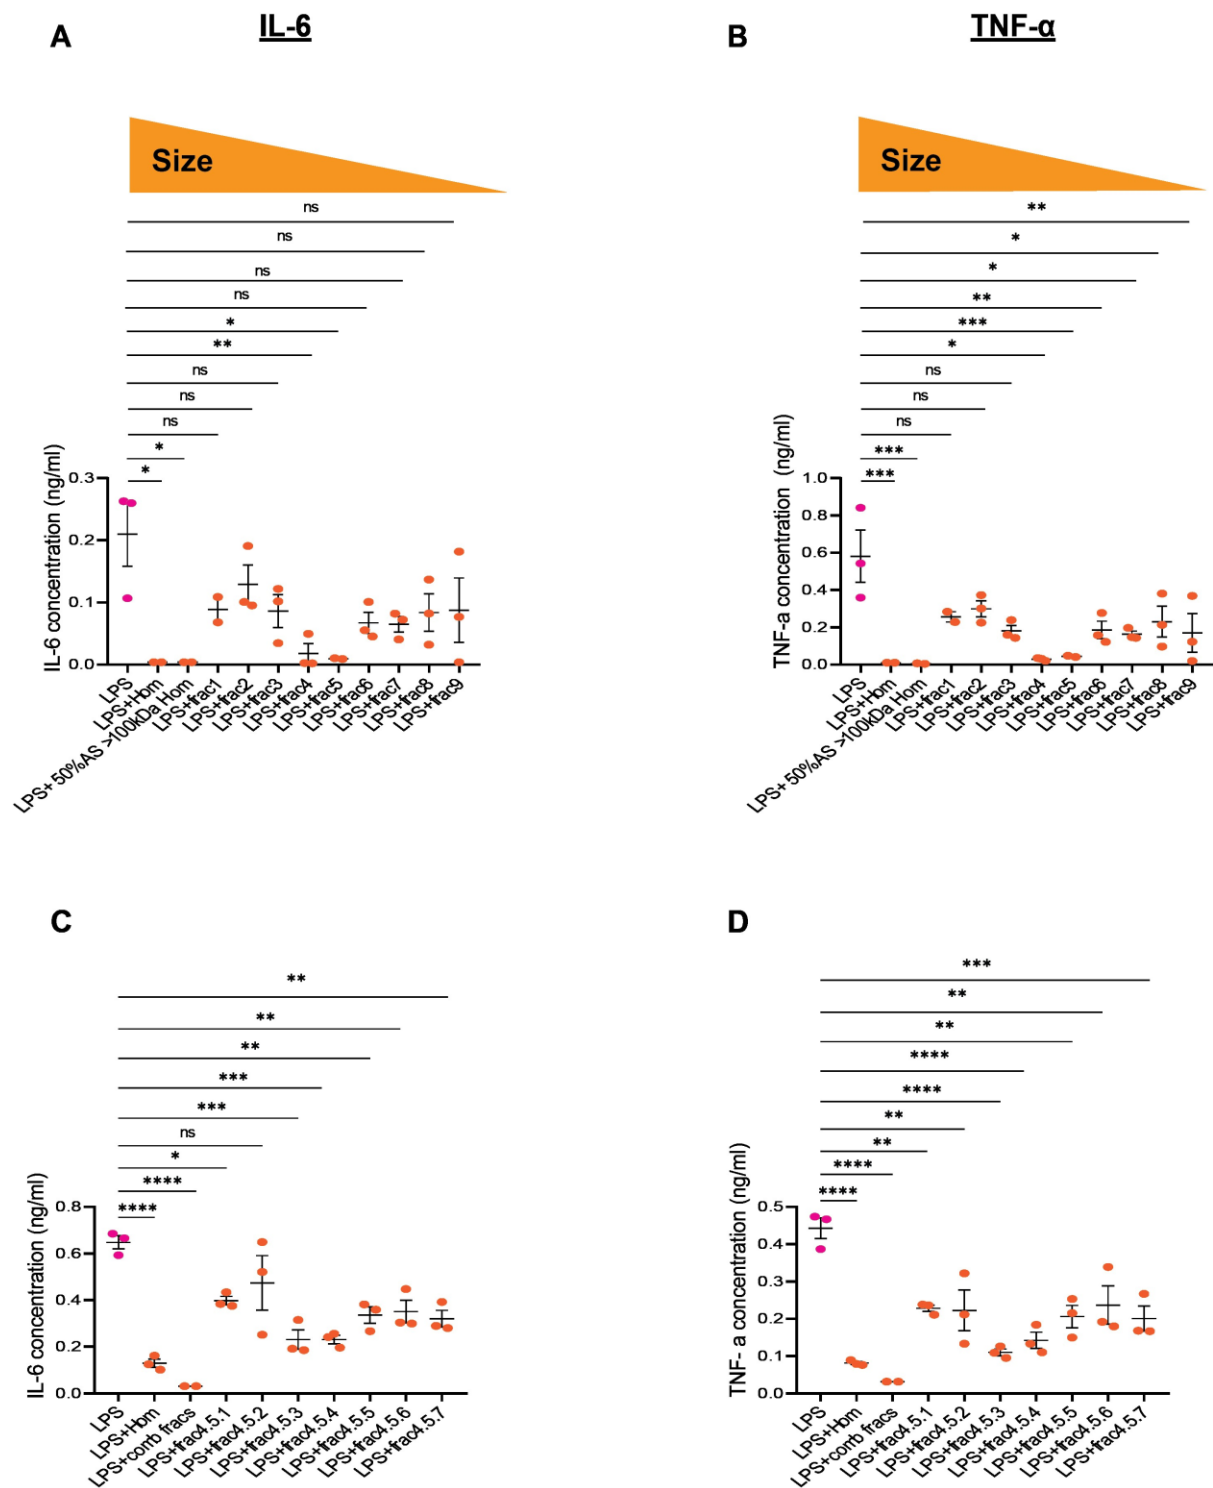 A
IL-6
Size
ns
ns
ns
ns
*
**
ns
ns
ns
*
*
IL-6 concentration (ng/ml)
0.3
0.2
0.1
0.0
LPS
LPS+Hom
LPS+ 50%AS >100kDa Hom
LPS+frac1
LPS+frac2
LPS+frac3
LPS+frac4
LPS+frac5
LPS+frac6
LPS+frac7
LPS+frac8
LPS+frac9
B
TNF-α
Size
**
*
*
**
***
*
ns
ns
ns
***
***
TNF-a concentration (ng/ml)
1.0
0.8
0.6
0.4
0.2
0.0
LPS
LPS+Hom
LPS+ 50%AS >100kDa Hom
LPS+frac1
LPS+frac2
LPS+frac3
LPS+frac4
LPS+frac5
LPS+frac6
LPS+frac7
LPS+frac8
LPS+frac9
C
**
**
**
***
***
ns
*
****
****
IL-6 concentration (ng/ml)
0.8
0.6
0.4
0.2
0.0
LPS
LPS+Hom
LPS+comb fracs
LPS+frac4.5.1
LPS+frac4.5.2
LPS+frac4.5.3
LPS+frac4.5.4
LPS+frac4.5.5
LPS+frac4.5.6
LPS+frac4.5.7
D
***
**
**
****
****
**
**
****
****
TNF- a concentration (ng/ml)
0.5
0.4
0.3
0.2
0.1
0.0
LPS
LPS+Hom
LPS+comb fracs
LPS+frac4.5.1
LPS+frac4.5.2
LPS+frac4.5.3
LPS+frac4.5.4
LPS+frac4.5.5
LPS+frac4.5.6
LPS+frac4.5.7